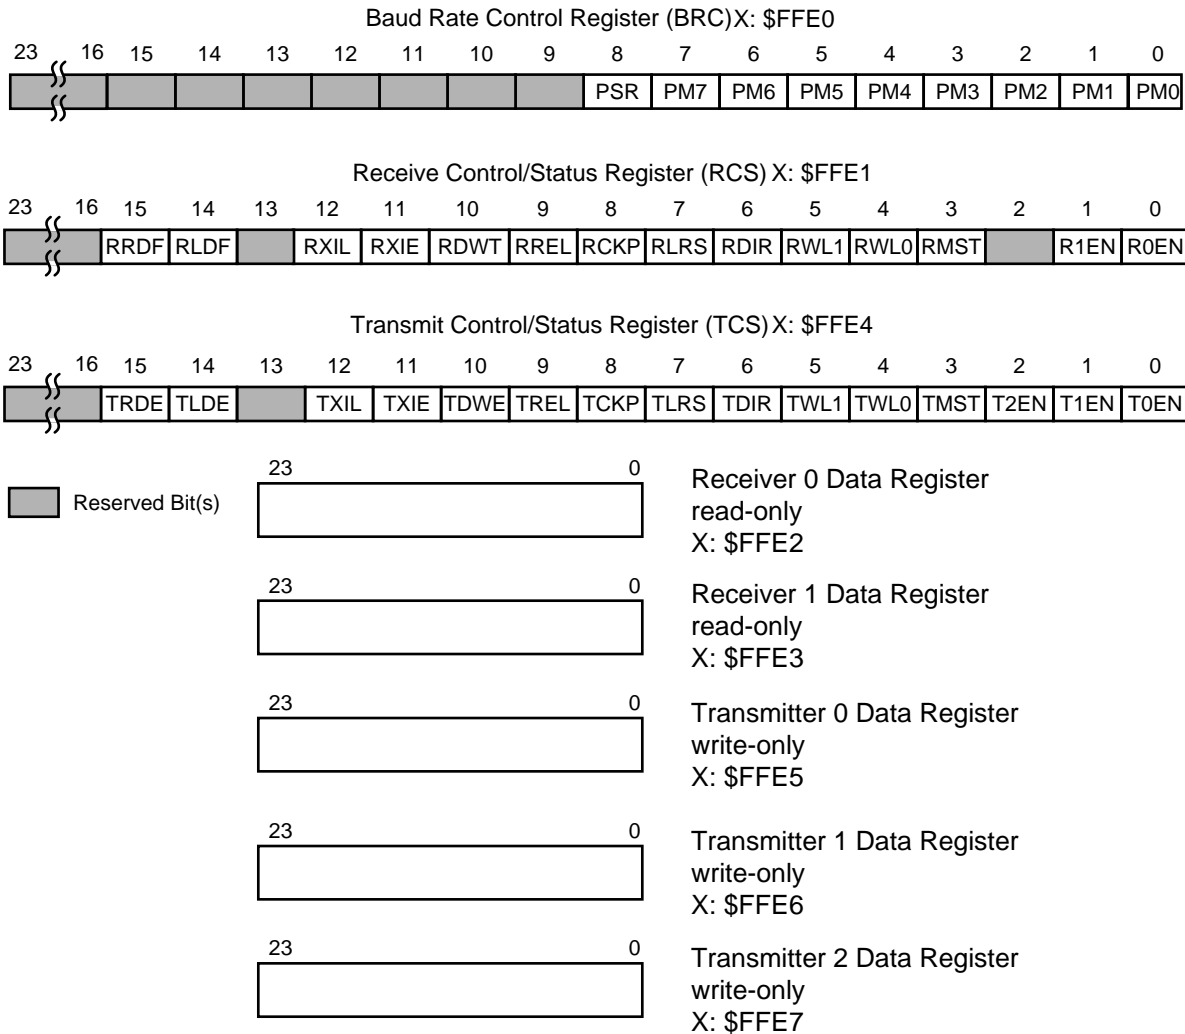 Baud Rate Control Register (BRC) X: $FFE0
23 16 15 14 13 12 11 10 9 8 7 6 5 4 3 2 1 0
PSR PM7 PM6 PM5 PM4 PM3 PM2 PM1 PM0
Receive Control/Status Register (RCS) X: $FFE1
23 16 15 14 13 12 11 10 9 8 7 6 5 4 3 2 1 0
RRDF RLDF RXIL RXIE RDWT RREL RCKP RLRS RDIR RWL1 RWL0 RMST R1EN R0EN
Transmit Control/Status Register (TCS) X: $FFE4
23 16 15 14 13 12 11 10 9 8 7 6 5 4 3 2 1 0
TRDE TLDE TXIL TXIE TDWE TREL TCKP TLRS TDIR TWL1 TWL0 TMST T2EN T1EN T0EN
Reserved Bit(s)
23 0
Receiver 0 Data Register
read-only
X: $FFE2
23 0
Receiver 1 Data Register
read-only
X: $FFE3
23 0
Transmitter 0 Data Register
write-only
X: $FFE5
23 0
Transmitter 1 Data Register
write-only
X: $FFE6
23 0
Transmitter 2 Data Register
write-only
X: $FFE7